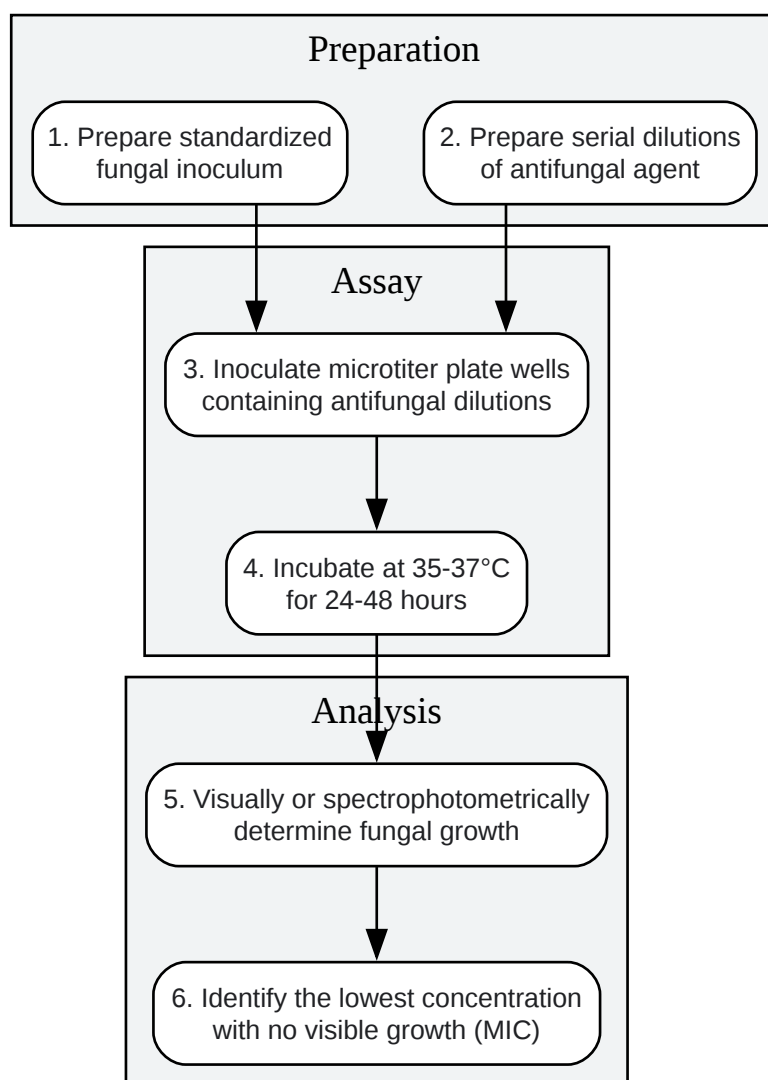 Preparation
1. Prepare standardized
fungal inoculum
2. Prepare serial dilutions
of antifungal agent
Assay
3. Inoculate microtiter plate wells
containing antifungal dilutions
4. Incubate at 35-37°C
for 24-48 hours
Analysis
5. Visually or spectrophotometrically
determine fungal growth
6. Identify the lowest concentration
with no visible growth (MIC)